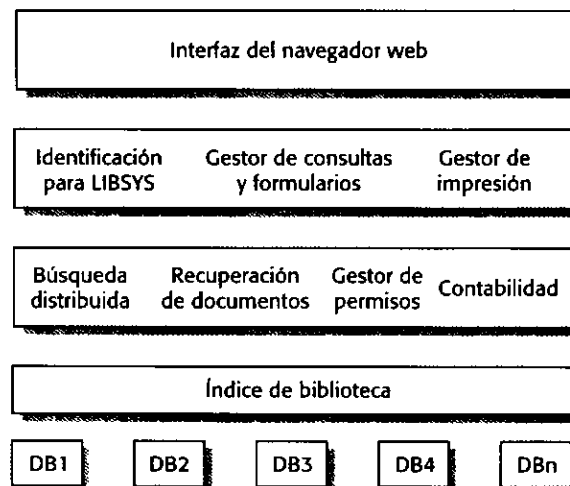 Interfaz del navegador web
Identificación Gestor de consultas Gestor de
para LIBSYS y formularios impresión
Búsqueda Recuperación Gestor de Contabilidad
distribuida de documentos permisos
Índice de biblioteca
DB1 DB2 DB3 DB4 DBn